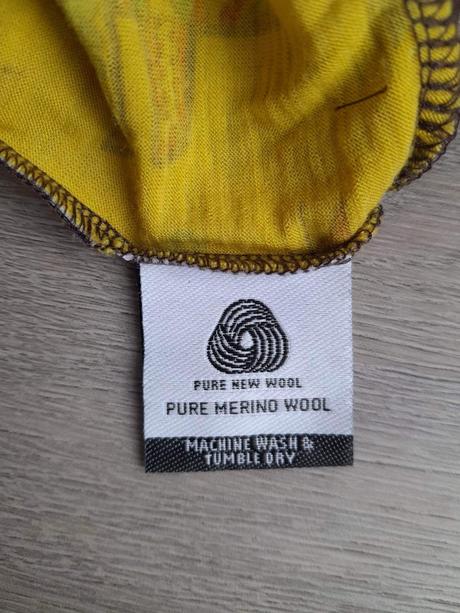 PURE NEW WOOL
PURE MERINO WOOL
MACHINE WASH &
TUMBLE DRY